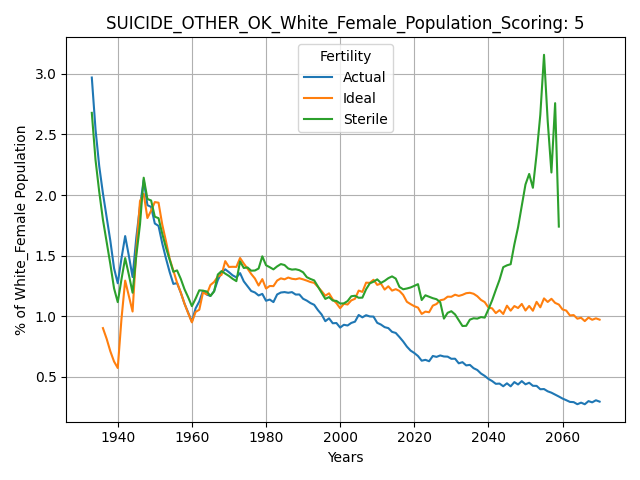 SUICIDE_OTHER_OK_White_Female_Population_Scoring: 5
Fertility
Actual
Ideal
Sterile
% of White_Female Population
3.0
2.5
2.0
1.5
1.0
0.5
1940
1960
1980
2000
2020
2040
2060
Years